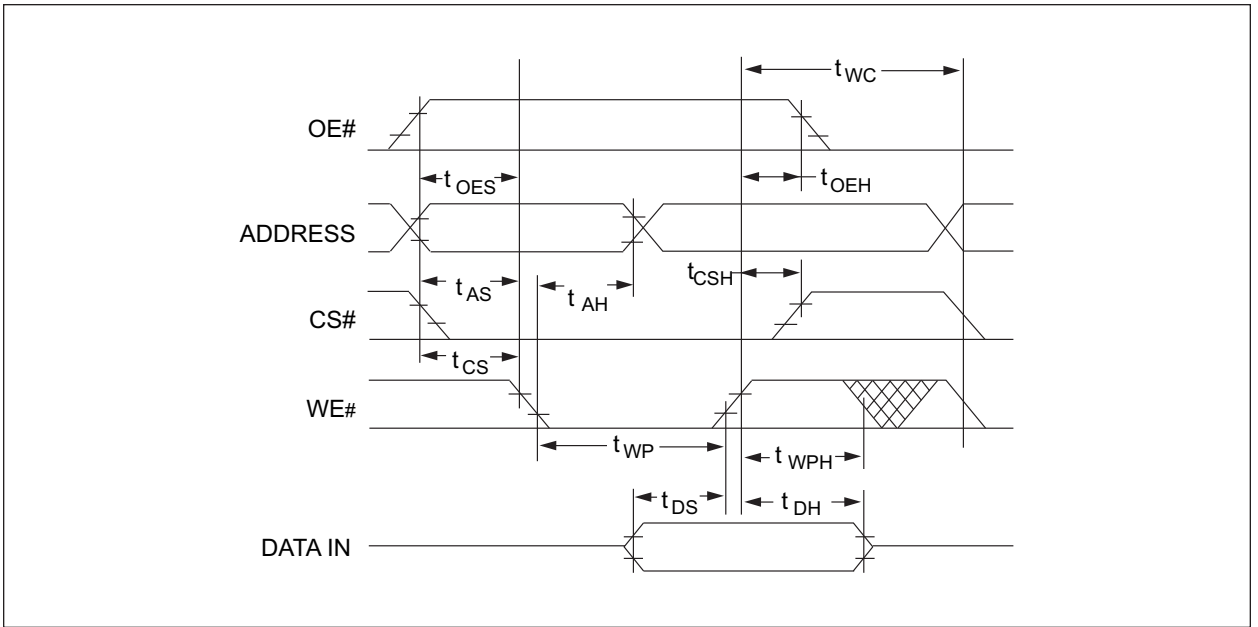 t WC
OE#
t OES
t OEH
ADDRESS
t CSH
t AS
t AH
CS#
t CS
WE#
t WP
t WPH
t DS
t DH
DATA IN